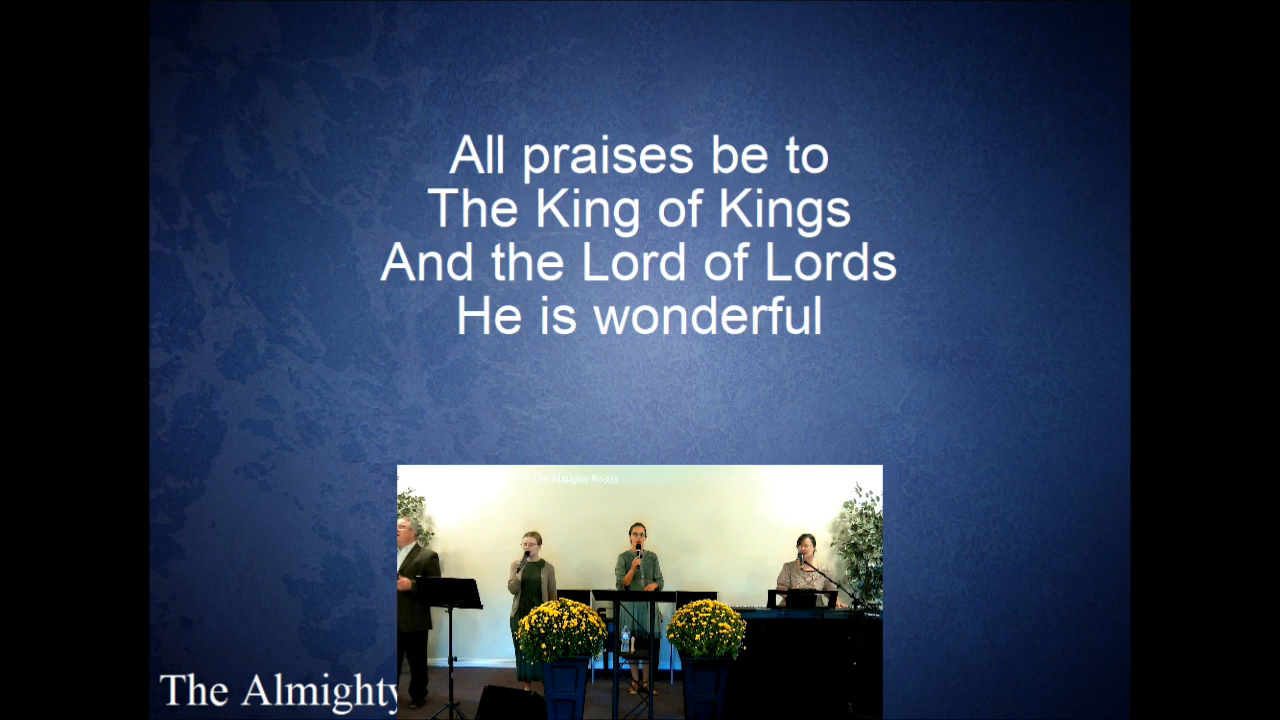 All praises be to
The King of Kings
And the Lord of Lords
He is wonderful
The Almighty